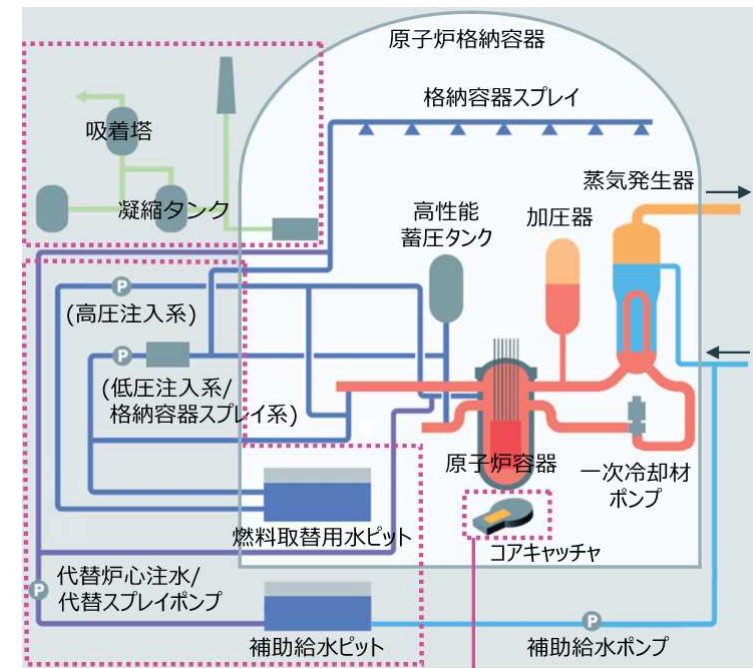 原子炉格納容器
格納容器スプレイ
吸着塔
凝縮タンク
蒸気発生器
高性能
蓄圧タンク
加圧器
P
(高圧注入系)
P
(低圧注入系/
格納容器スプレイ系)
原子炉容器
一次冷却材
ポンプ
燃料取替用水ピット
コアキャッチャ
P
代替炉心注水/
代替スプレイポンプ
補助給水ピット
P
補助給水ポンプ